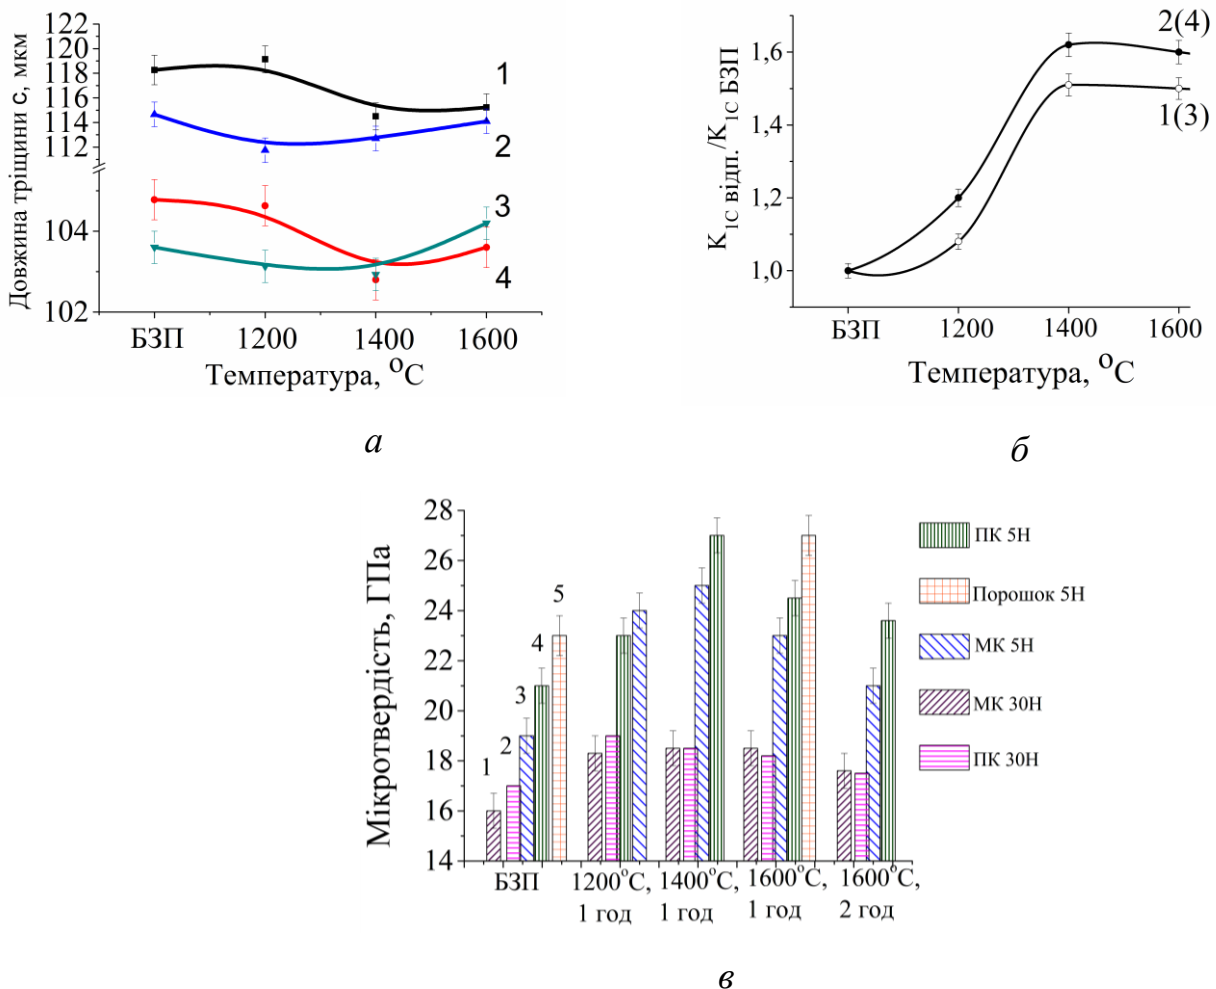 122
120
118
116
114
112
104
102
Довжина тріщини с, мкм
1
2
3
4
БЗП 1200 1400 1600
Температура, °С
а
1,6
1,4
1,2
1,0
K1C відп./K1C БЗП
2(4)
1(3)
БЗП 1200 1400 1600
Температура, °С
б
28
26
24
22
20
18
16
14
Мікротвердість, ГПа
1
2
3
4
5
БЗП
1200°С, 1400°С, 1600°С, 1600°С,
1 год 1 год 1 год 2 год
ПК 5Н
Порошок 5Н
МК 5Н
МК 30Н
ПК 30Н
в